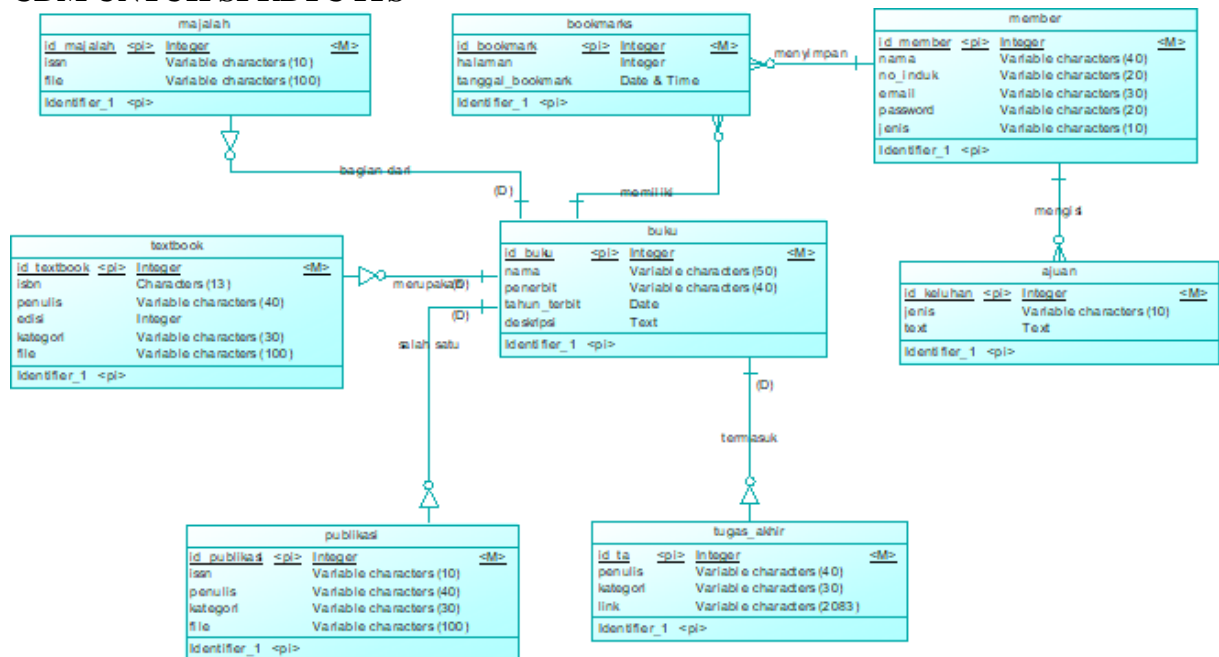 majalah
id_majalah <pi> Integer <M>
issn Variable characters (10)
file Variable characters (100)
Identifier_1 <pi>
bookmarks
id_bookmark <pi> Integer <M>
halaman Integer
tanggal_bookmark Date & Time
Identifier_1 <pi>
member
id_member <pi> Integer
nama Variable characters (40)
no_induk Variable characters (20)
email Variable characters (30)
password Variable characters (20)
jenis Variable characters (10)
Identifier_1 <pi>
menyimpan
bagian dari
(D)
memiliki
mengisi
textbook
id_textbook <pi> Integer <M>
isbn Characters (13)
penulis Variable characters (40)
edisi Integer
kategori Variable characters (30)
file Variable characters (100)
Identifier_1 <pi>
(D)
(D)
salah satu
buku
id_buku <pi> Integer <M>
nama Variable characters (50)
penerbit Variable characters (40)
tahun_terbit Date
deskripsi Text
Identifier_1 <pi>
ajuan
id_keluhan <pi> Integer <M>
jenis Variable characters (10)
text Text
Identifier_1 <pi>
(D)
termasuk
publikasi
id_publikasi <pi> Integer <M>
issn Variable characters (10)
penulis Variable characters (40)
kategori Variable characters (30)
file Variable characters (100)
Identifier_1 <pi>
tugas_akhir
id_ta <pi> Integer <M>
penulis Variable characters (40)
kategori Variable characters (30)
link Variable characters (2083)
Identifier_1 <pi>